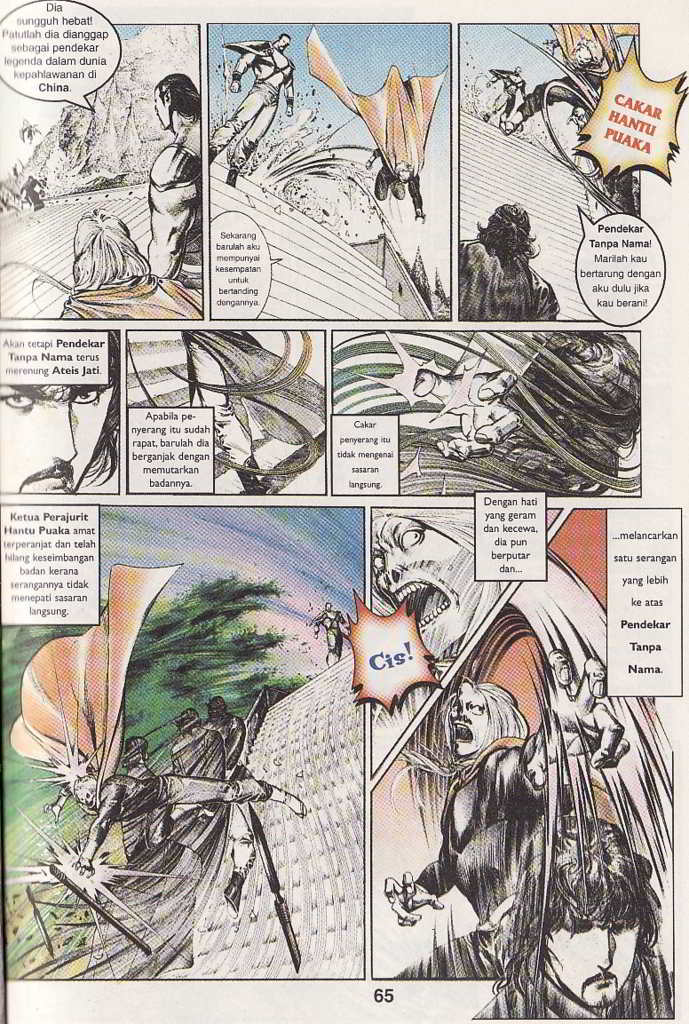 Dia
sungguh hebat!
Patutlah dia dianggap
sebagai pendekar
legenda dalam dunia
kepahlawanan di
China.
Sekarang
barulah aku
mempunyai
kesempatan
untuk
bertanding
dengannya.
CAKAR
HANTU
PUAKA
Pendekar
Tanpa Nama!
Marilah kau
bertarung dengan
aku dulu jika
kau berani!
Akan tetapi Pendekar
Tanpa Nama terus
merenung Ateis Jati.
Apabila pe-
nyerang itu sudah
rapat, barulah dia
berganjak dengan
memutarkan
badannya.
Cakar
penyerang itu
tidak mengenai
sasaran
langsung.
Ketua Perajurit
Hantu Puaka amat
terperanjat dan telah
hilang keseimbangan
badan kerana
serangannya tidak
menepati sasaran
langsung.
Dengan hati
yang geram
dan kecewa,
dia pun
berputar
dan...
Cis!
...melancarkan
satu serangan
yang lebih
ke atas
Pendekar
Tanpa
Nama.
65